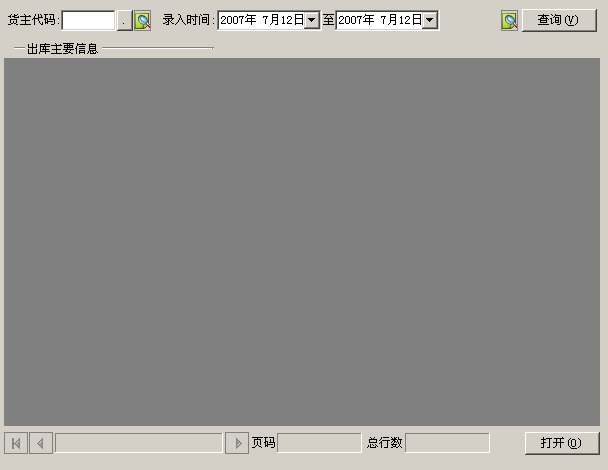 货主代码: . 录入时间: 2007年 7月12日 至 2007年 7月12日 查询(V)
出库主要信息
页码 总行数 打开(O)